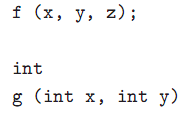 f (x, y, z);
int
g (int x, int y)